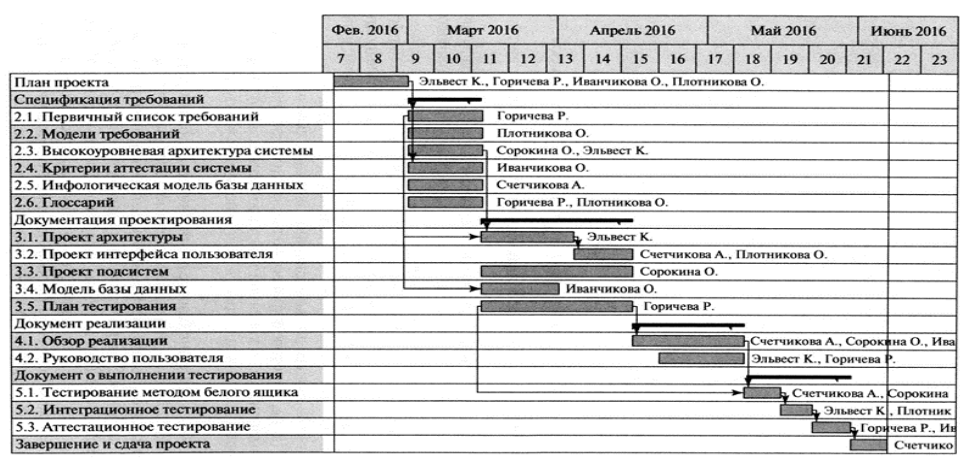 Фев. 2016 Март 2016 Апрель 2016 Май 2016 Июнь 2016
7 8 9 10 11 12 13 14 15 16 17 18 19 20 21 22 23
План проекта Эльвест К., Горичева Р., Иванчикова О., Плотникова О.
Спецификация требований
2.1. Первичный список требований Горичева Р.
2.2. Модели требований Плотникова О.
2.3. Высокоуровневая архитектура системы Сорокина О., Эльвест К.
2.4. Критерии аттестации системы Иванчикова О.
2.5. Инфологическая модель базы данных Счетчикова А.
2.6. Глоссарий Горичева Р., Плотникова О.
Документация проектирования
3.1. Проект архитектуры Эльвест К.
3.2. Проект интерфейса пользователя Счетчикова А., Плотникова О.
3.3. Проект подсистем Сорокина О.
3.4. Модель базы данных Иванчикова О.
3.5. План тестирования Горичева Р.
Документ реализации
4.1. Обзор реализации Счетчикова А., Сорокина О., Ива
4.2. Руководство пользователя Эльвест К., Горичева Р.
Документ о выполнении тестирования
5.1. Тестирование методом белого ящика Счетчикова А., Сорокина
5.2. Интеграционное тестирование Эльвест К., Плотник
5.3. Аттестационное тестирование Горичева Р., Ив
Завершение и сдача проекта Счетчико